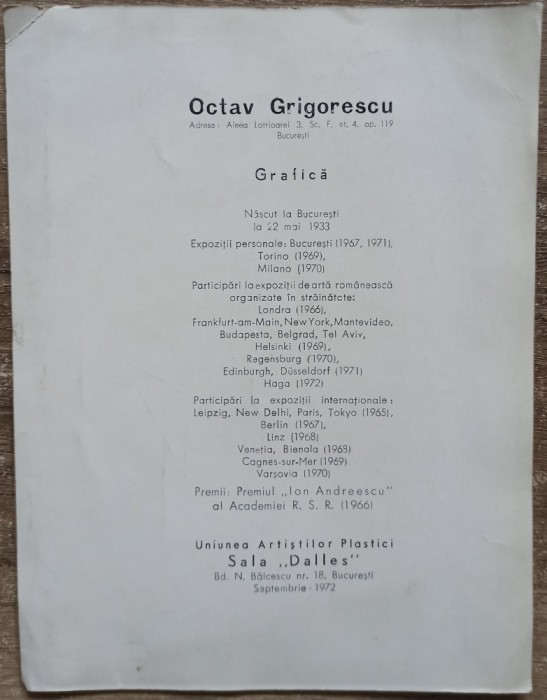 Octav Grigorescu
Adresa: Aleea Lotrioarei 3, Sc. F, et. 4, ap. 119
București
Grafică
Născut la București
la 22 mai 1933
Expoziții personale: București (1967, 1971),
Torino (1969),
Milano (1970)
Participări la expoziții de artă românească
organizate în străinătate:
Londra (1966),
Frankfurt-am-Main, New York, Mantevideo,
Budapesta, Belgrad, Tel Aviv,
Helsinki (1969),
Regensburg (1970),
Edinburgh, Düsseldorf (1971)
Haga (1972)
Participări la expoziții internaționale:
Leipzig, New Delhi, Paris, Tokyo (1965),
Berlin (1967),
Linz (1968)
Veneția, Bienala (1968)
Cagnes-sur-Mer (1969)
Varșovia (1970)
Premii: Premiul „Ion Andreescu"
al Academiei R. S. R. (1966)
Uniunea Artiștilor Plastici
Sala „Dalles"
Bd. N. Bălcescu nr. 18, București
Septembrie - 1972